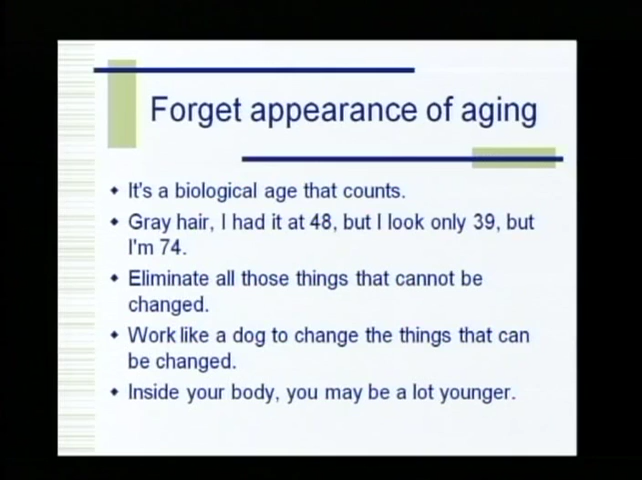 Forget appearance of aging
It's a biological age that counts.
Gray hair, I had it at 48, but I look only 39, but
I'm 74.
Eliminate all those things that cannot be
changed.
Work like a dog to change the things that can
be changed.
Inside your body, you may be a lot younger.